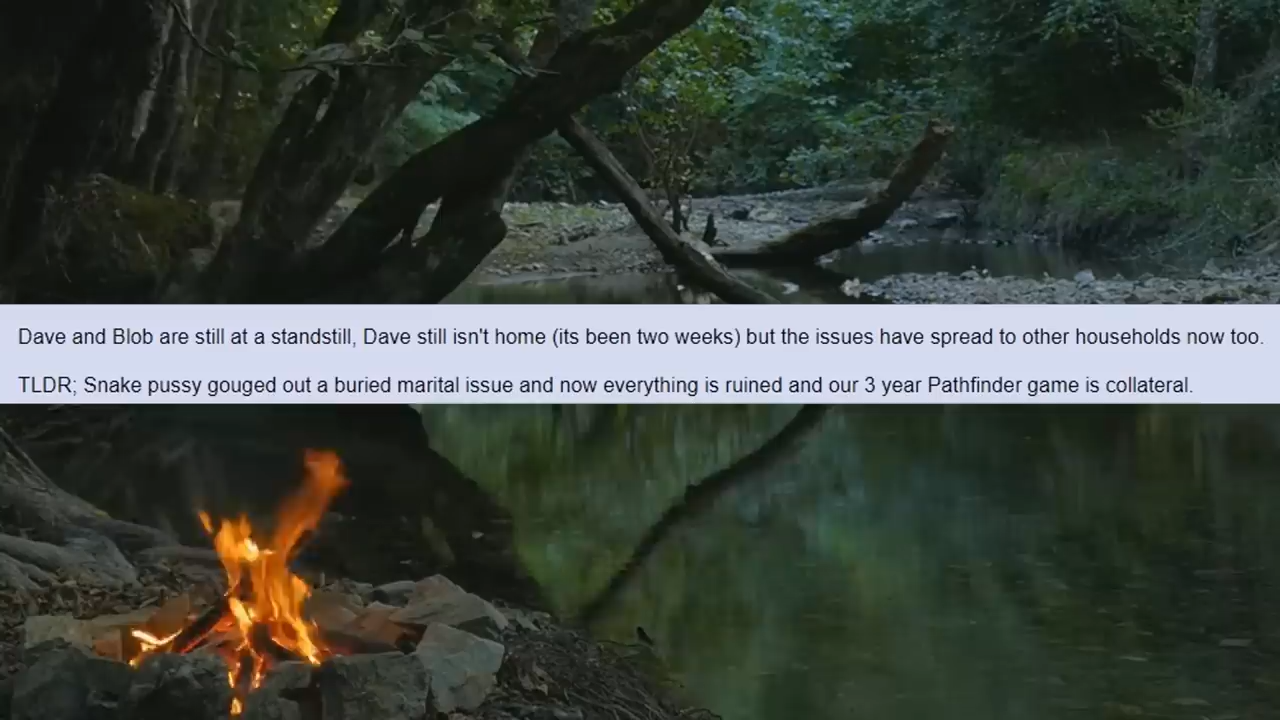 Dave and Blob are still at a standstill, Dave still isn't home (its been two weeks) but the issues have spread to other households now too.
TLDR; Snake pussy gouged out a buried marital issue and now everything is ruined and our 3 year Pathfinder game is collateral.